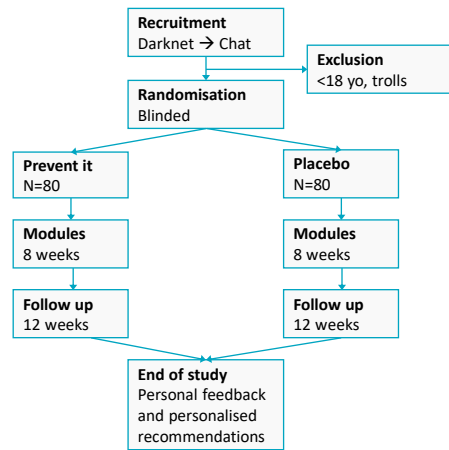 Recruitment
Darknet → Chat
Exclusion
<18 yo, trolls
Randomisation
Blinded
Prevent it
N=80
Placebo
N=80
Modules
8 weeks
Modules
8 weeks
Follow up
12 weeks
Follow up
12 weeks
End of study
Personal feedback
and personalised
recommendations